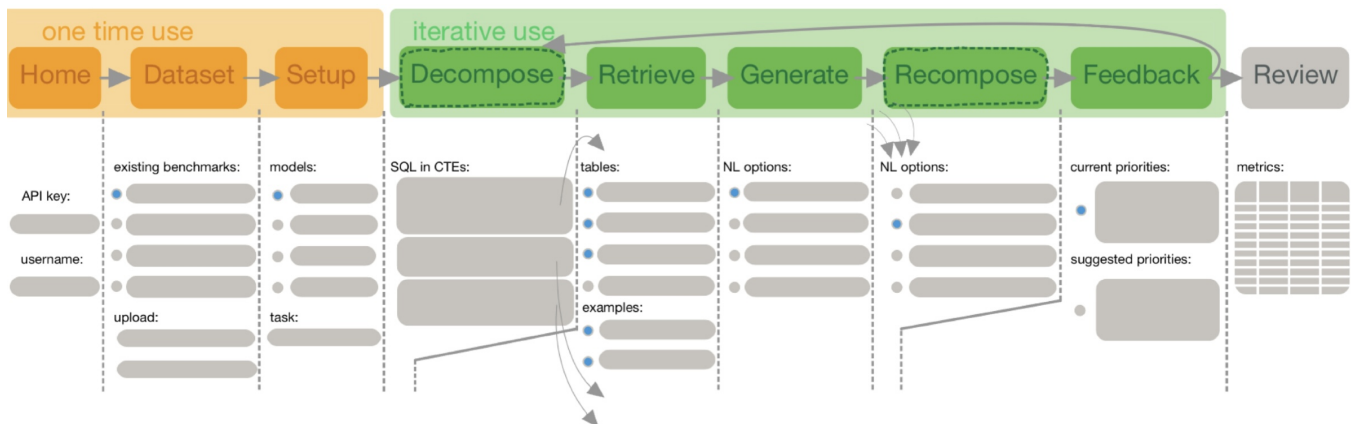 one time use
iterative use
Home
Dataset
Setup
Decompose
Retrieve
Generate
Recompose
Feedback
Review
API key:
username:
existing benchmarks:
upload:
models:
task:
SQL in CTEs:
tables:
examples:
NL options:
NL options:
current priorities:
suggested priorities:
metrics: